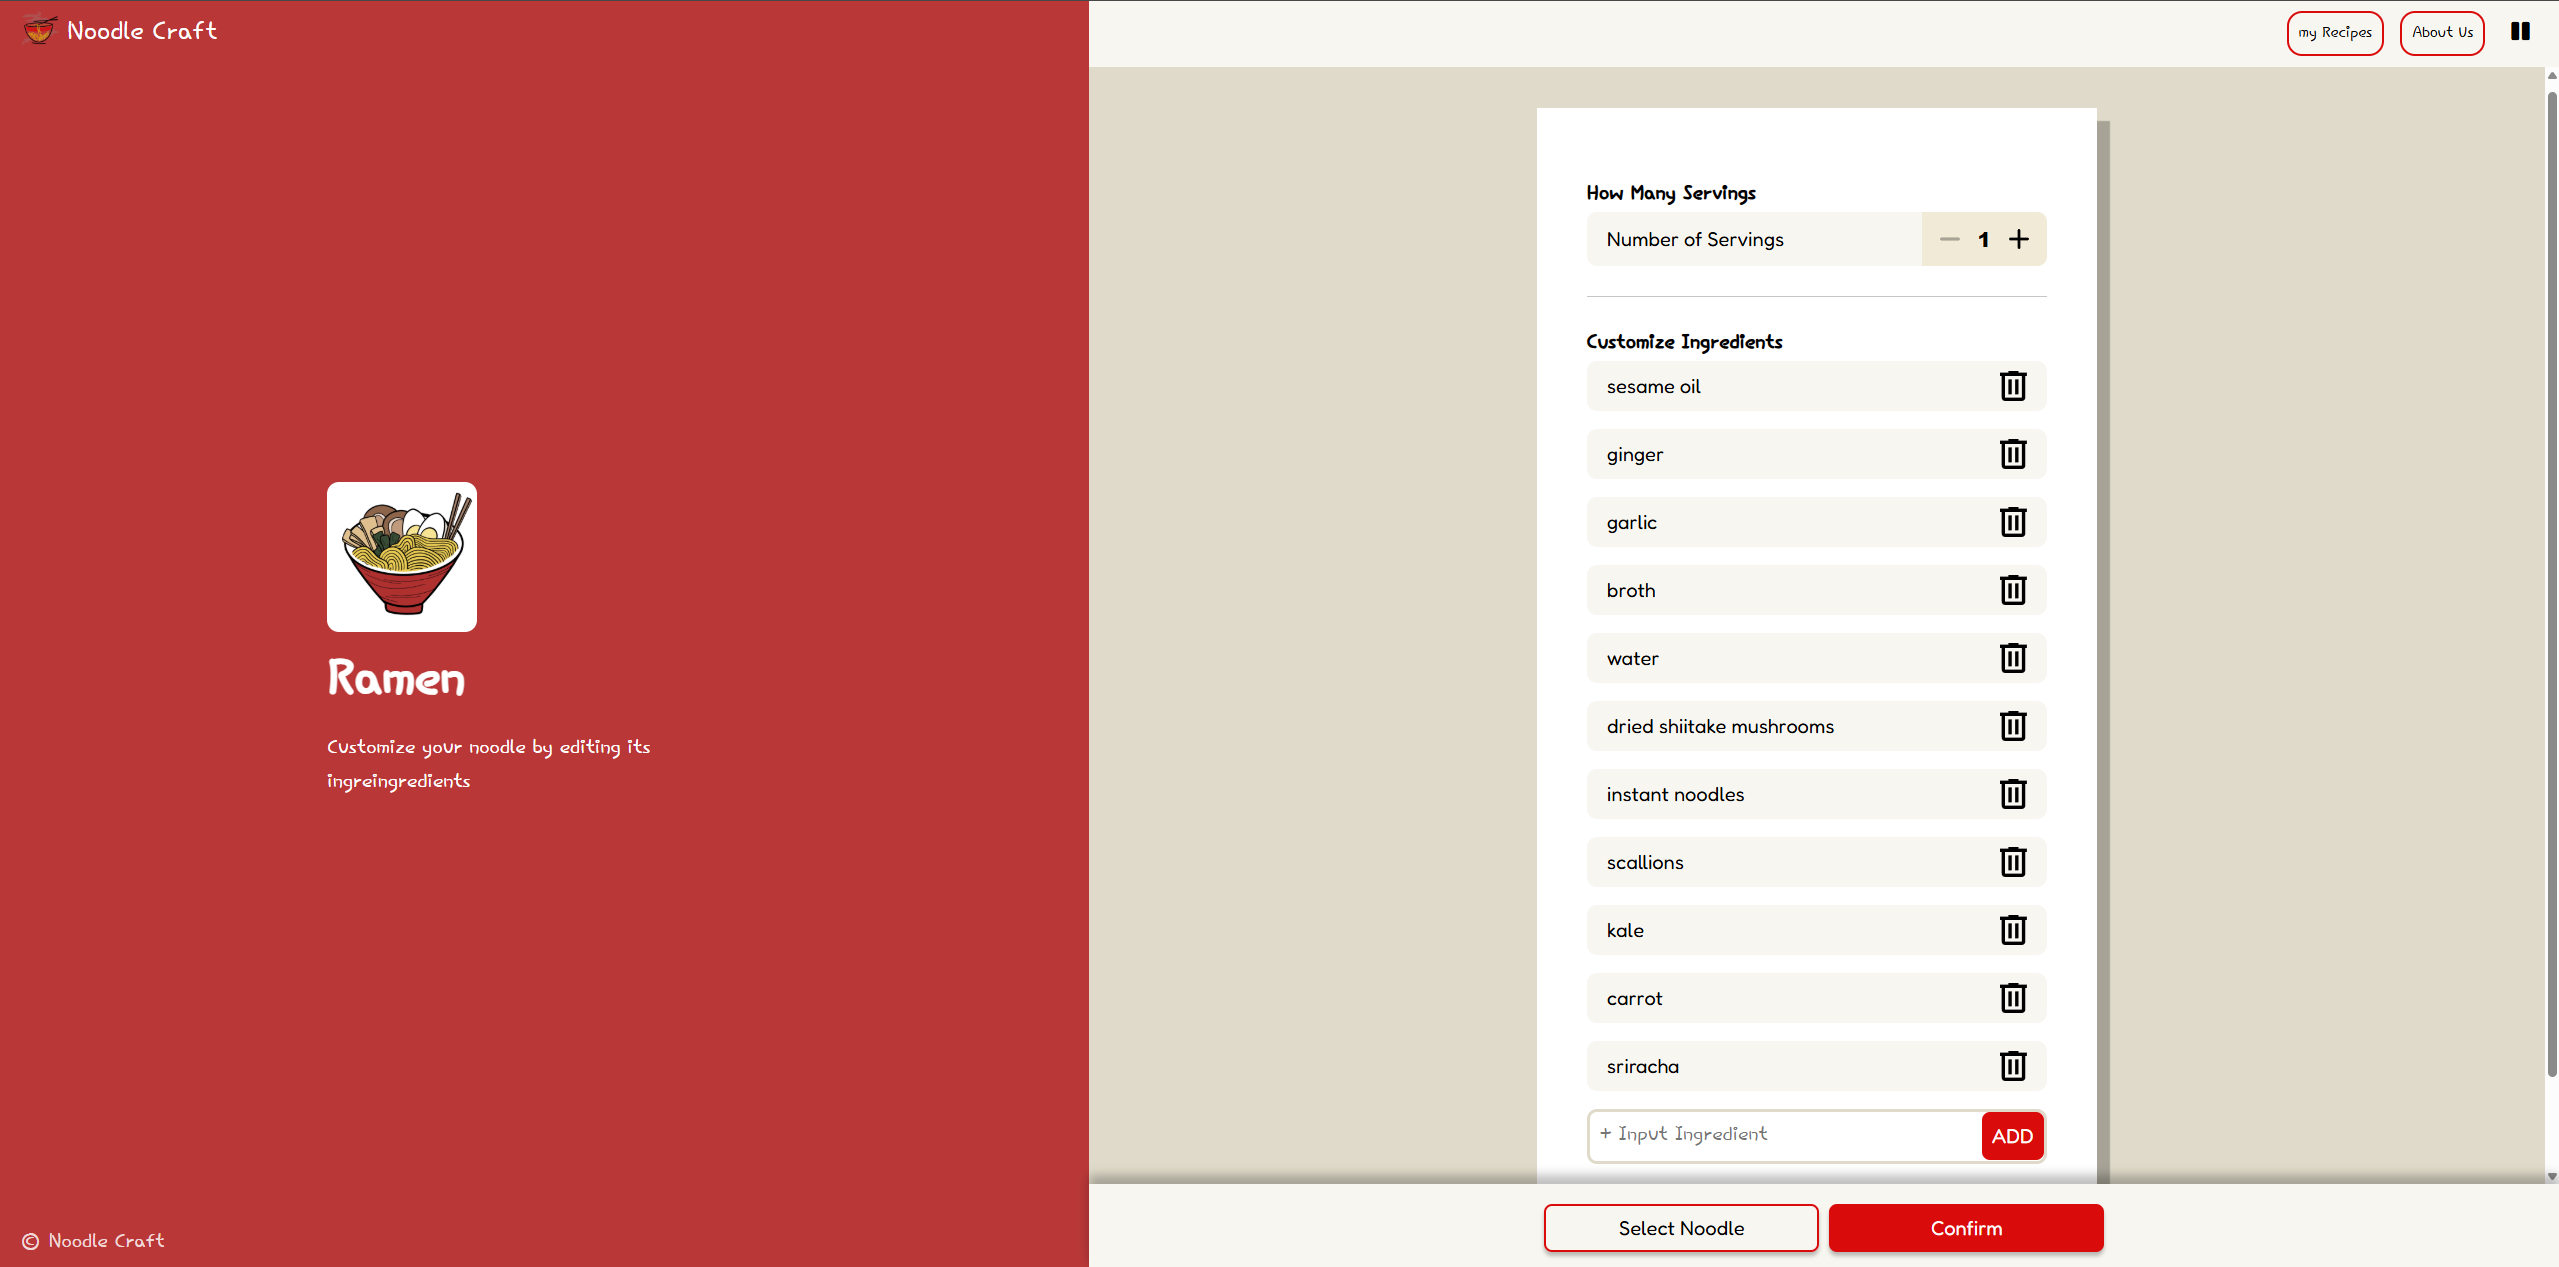 Noodle Craft
my Recipes
About Us
Ramen
Customize your noodle by editing its
ingreingredients
© Noodle Craft
How Many Servings
Number of Servings
1
Customize Ingredients
sesame oil
ginger
garlic
broth
water
dried shiitake mushrooms
instant noodles
scallions
kale
carrot
sriracha
+ Input Ingredient
ADD
Select Noodle
Confirm